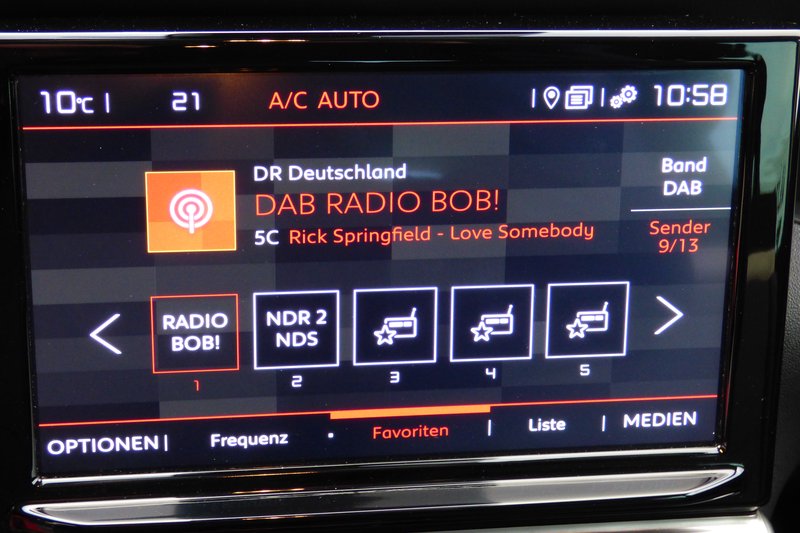 10°C | 21 A/C AUTO | | 10:58
DR Deutschland
DAB RADIO BOB!
5C Rick Springfield - Love Somebody
Band
DAB
Sender
9/13
RADIO
BOB!
NDR 2
NDS
1 2 3 4 5
OPTIONEN | Frequenz Favoriten | Liste | MEDIEN